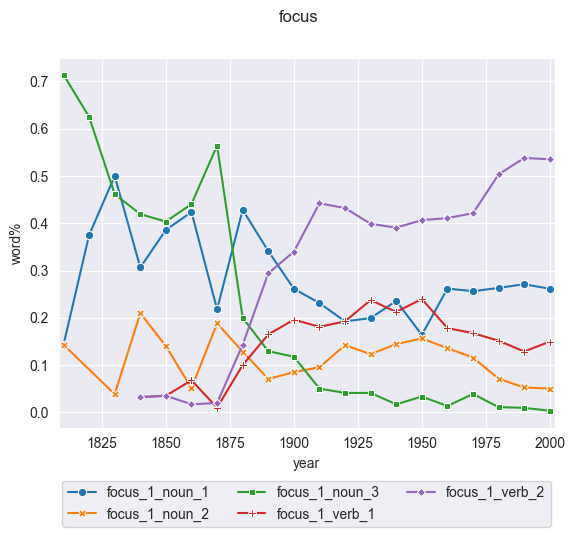 focus
0.7
0.6
0.5
0.4
0.3
0.2
0.1
0.0
word%
1825 1850 1875 1900 1925 1950 1975 2000
year
focus_1_noun_1 focus_1_noun_3 focus_1_verb_2
focus_1_noun_2 focus_1_verb_1